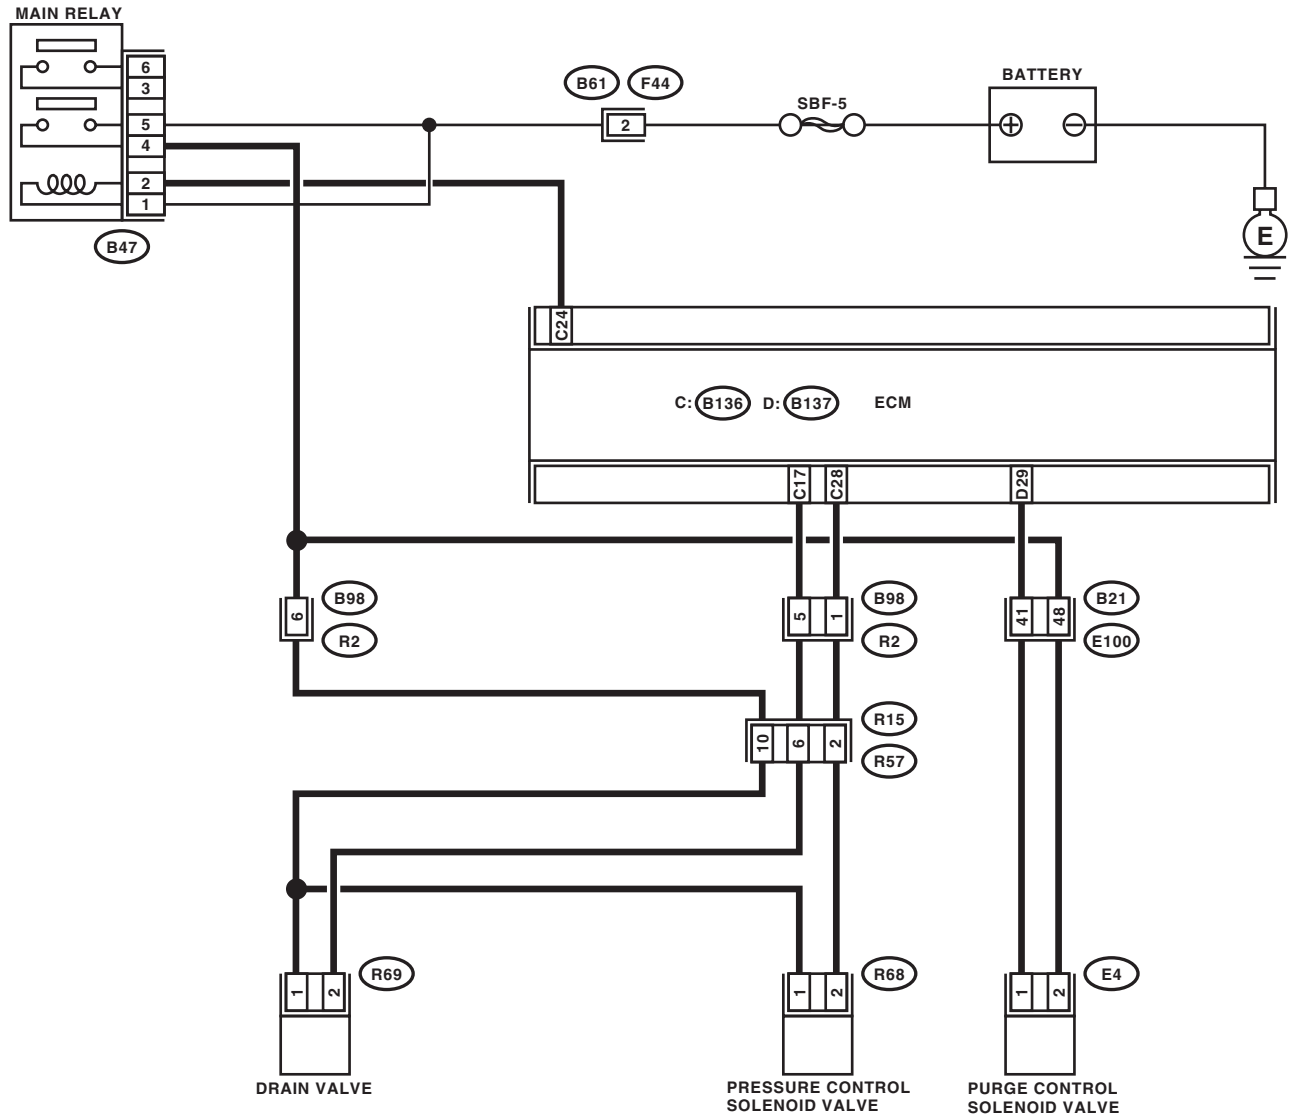 MAIN RELAY
6
3
5
4
2
1
B47
B61 F44
2
SBF-5
BATTERY
E
C24
C: B136 D: B137 ECM
C17 C28 D29
6
B98
R2
5 1
B98
R2
41 48
B21
E100
10 6 2
R15
R57
1 2
R69
DRAIN VALVE
1 2
R68
PRESSURE CONTROL
SOLENOID VALVE
1 2
E4
PURGE CONTROL
SOLENOID VALVE